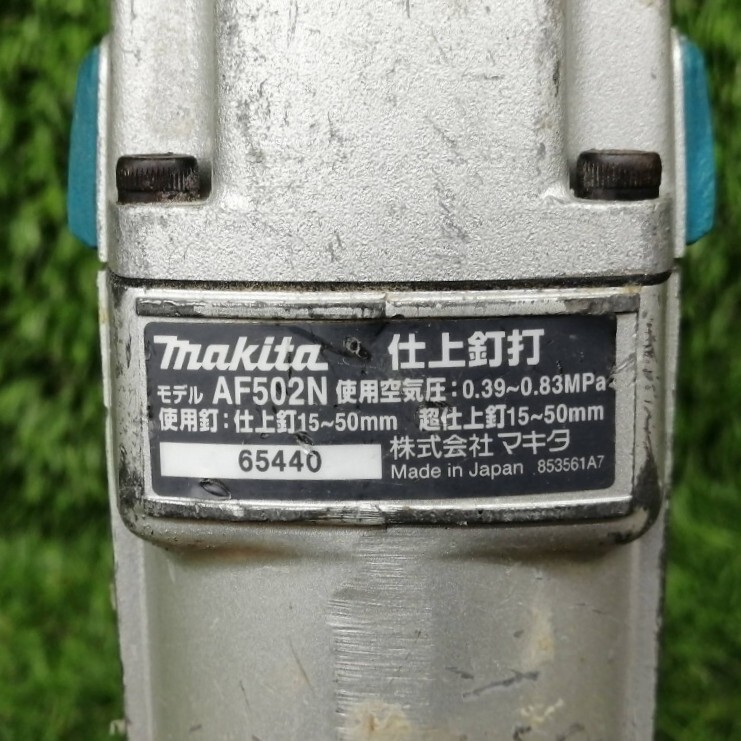 makita 仕上釘打
モデル AF502N 使用空気圧:0.39~0.83MPa
使用釘:仕上釘15~50mm 超仕上釘15~50mm
65440 株式会社マキタ
Made in Japan 853561A7